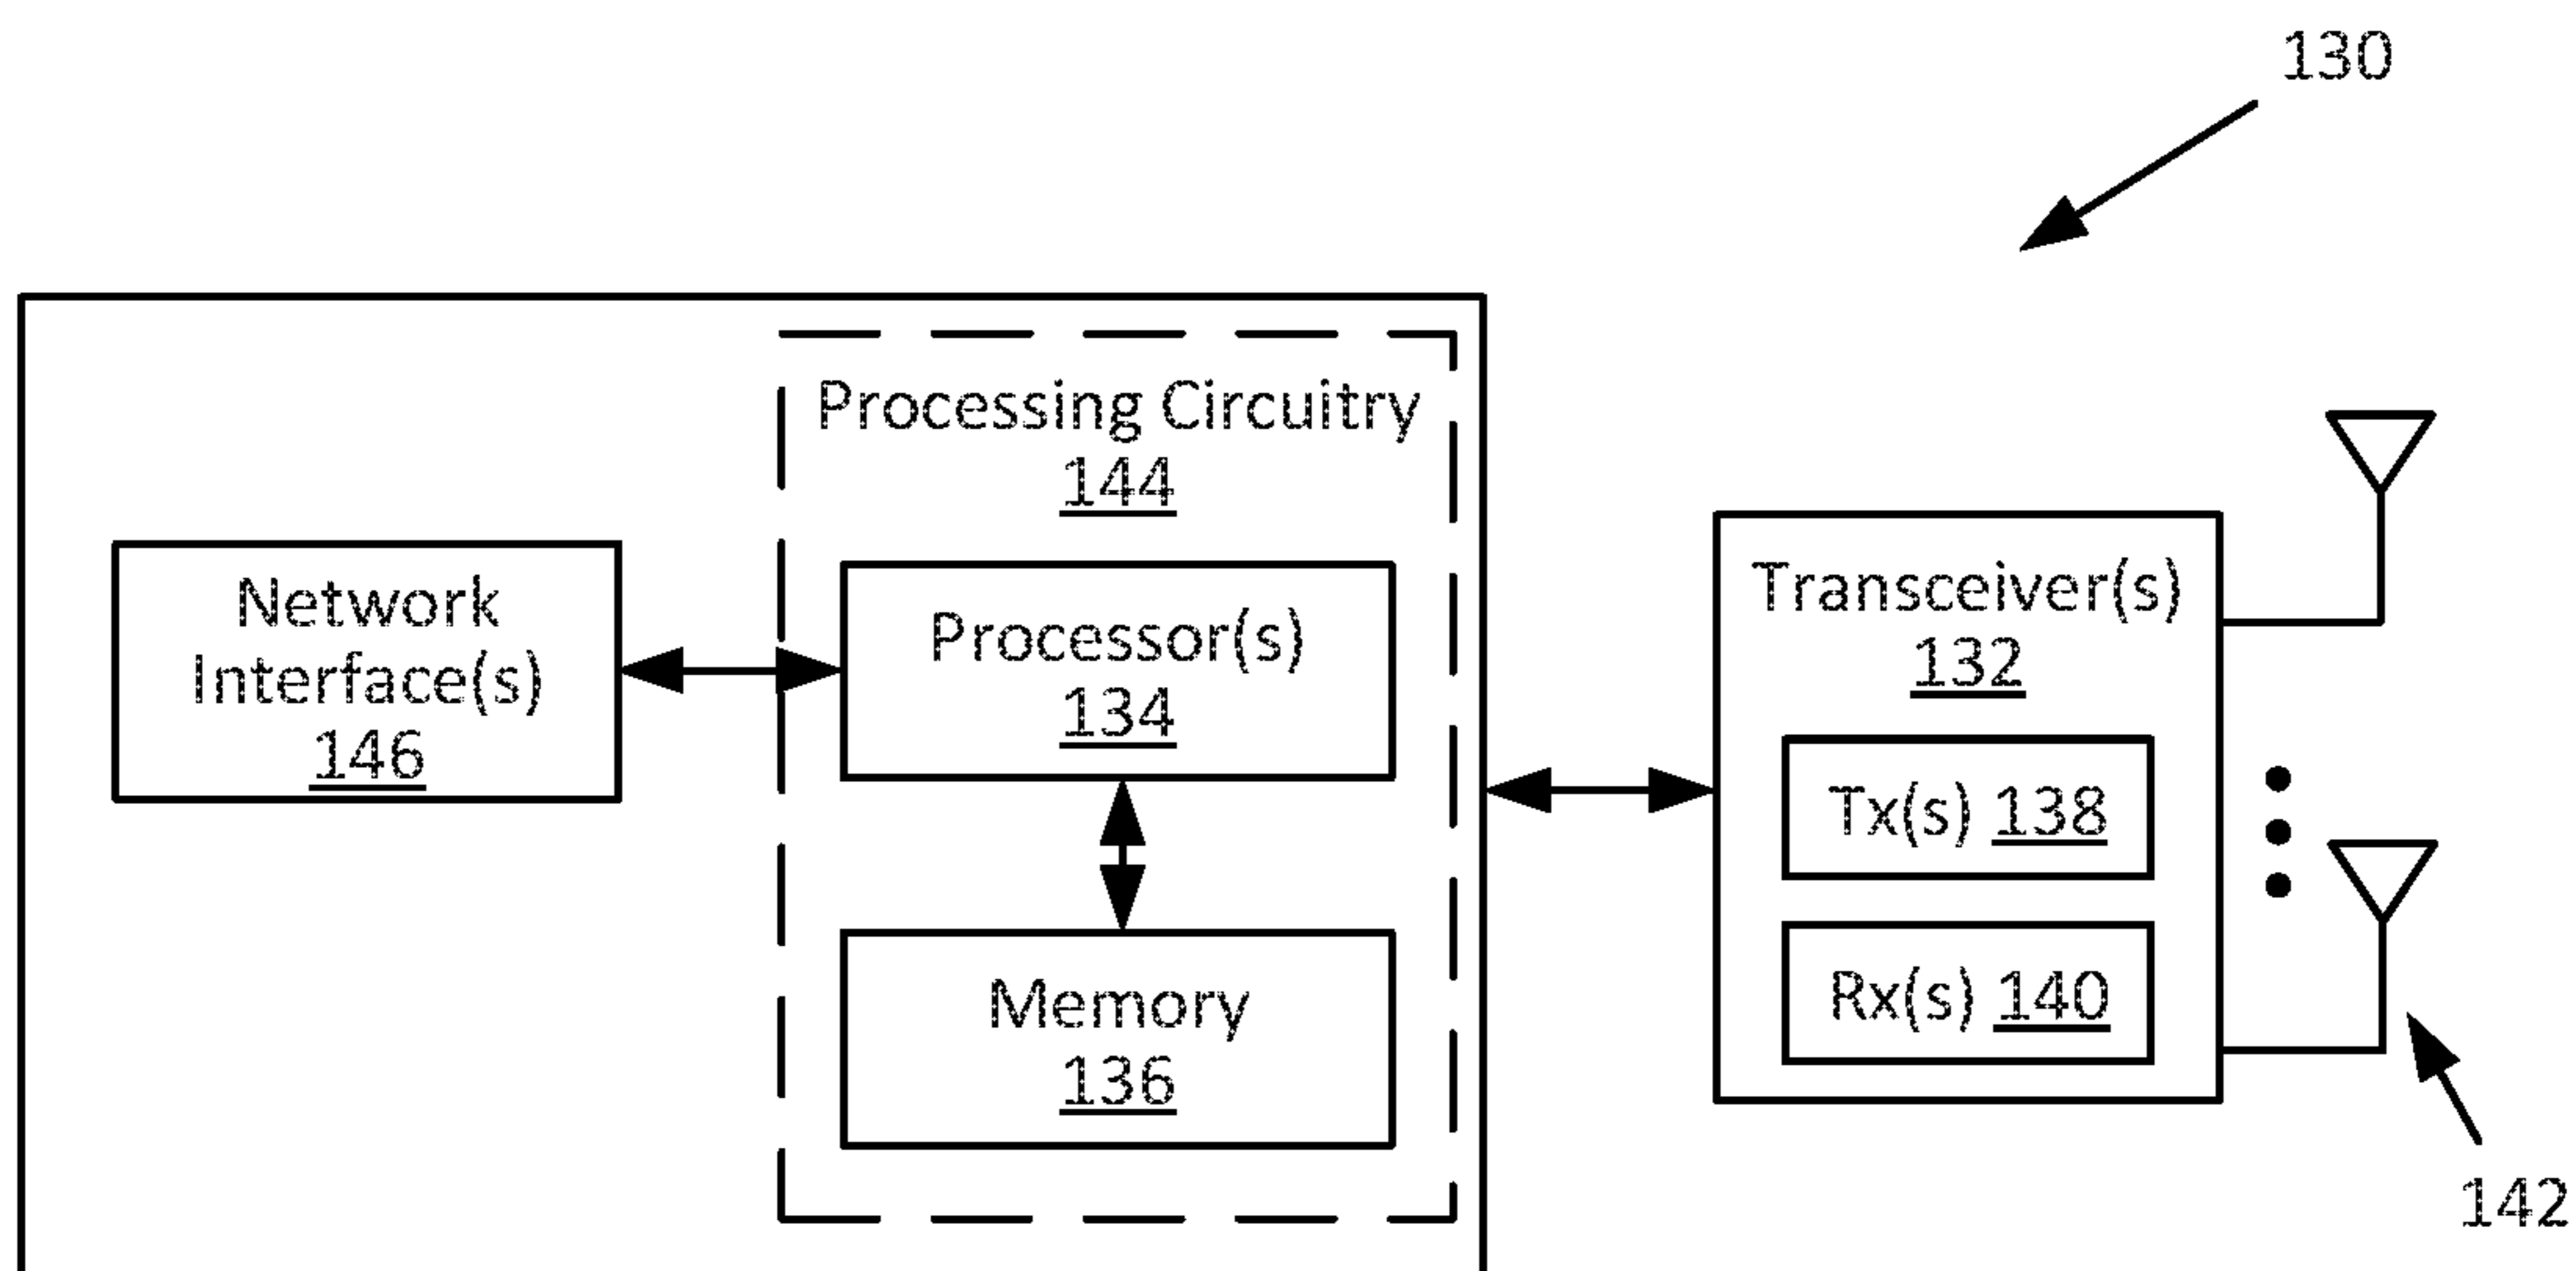 130
Processing Circuitry
144
Network
Interface(s)
146
Processor(s)
134
Memory
136
Transceiver(s)
132
Tx(s) 138
Rx(s) 140
142